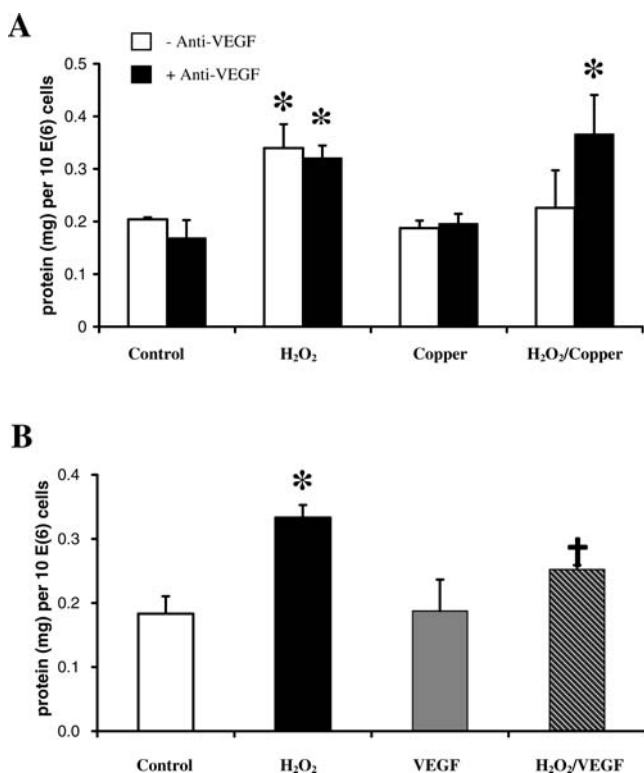 A
- Anti-VEGF
+ Anti-VEGF
protein (mg) per 10 E(6) cells
0.5
0.4
0.3
0.2
0.1
0
* * *
Control H₂O₂ Copper H₂O₂/Copper
B
protein (mg) per 10 E(6) cells
0.4
0.3
0.2
0.1
0.0
* †
Control H₂O₂ VEGF H₂O₂/VEGF